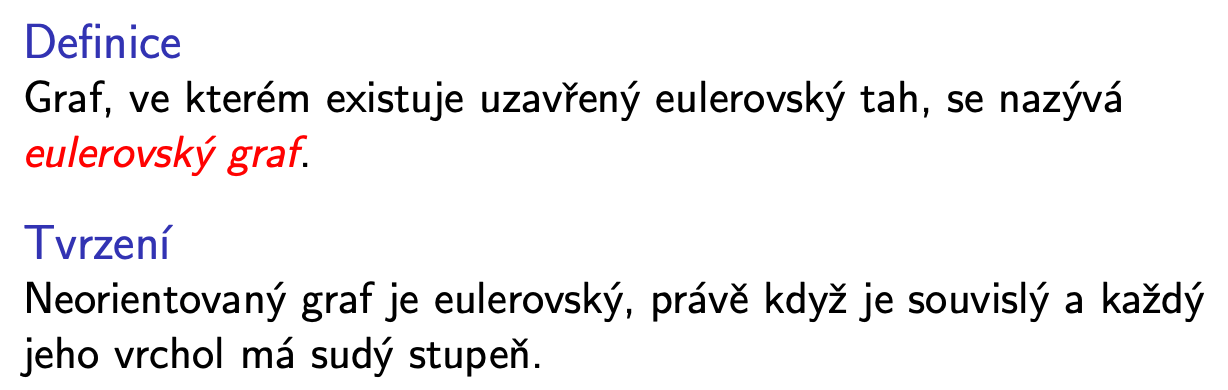 Definice
Graf, ve kterém existuje uzavřený eulerovský tah, se nazývá
eulerovský graf.
Tvrzení
Neorientovaný graf je eulerovský, právě když je souvislý a každý
jeho vrchol má sudý stupeň.